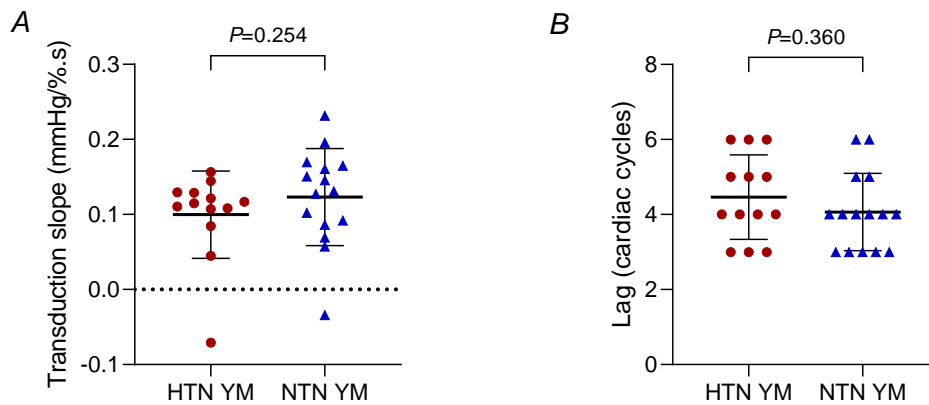 A
P=0.254
Transduction slope (mmHg/%.s)
0.3
0.2
0.1
0.0
-0.1
HTN YM NTN YM
B
P=0.360
Lag (cardiac cycles)
8
6
4
2
0
HTN YM NTN YM